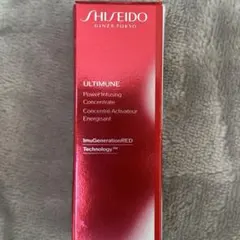 SHISEIDO
GINZA TOKYO
ULTIMUNE
Power Infusing
Concentrate
Concentré Activateur
Énergisant
ImuGenerationRED
Technology™